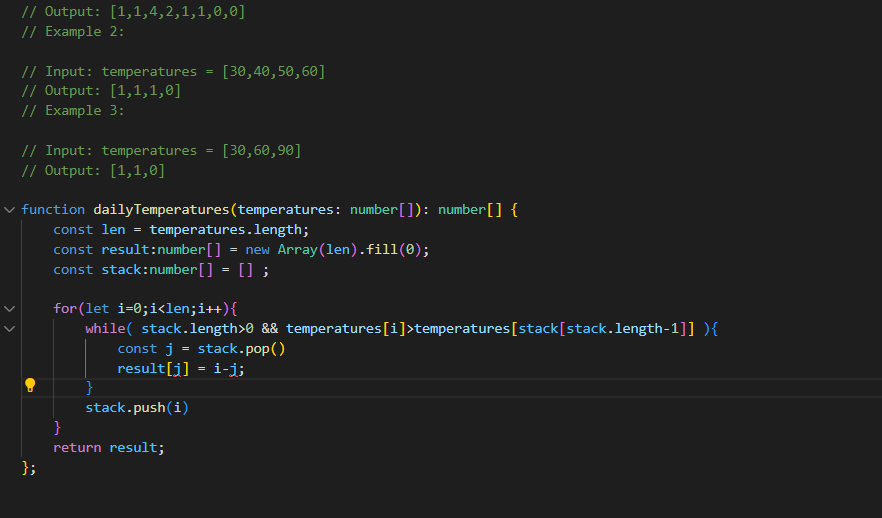 // Output: [1,1,4,2,1,1,0,0]
// Example 2:
// Input: temperatures = [30,40,50,60]
// Output: [1,1,1,0]
// Example 3:
// Input: temperatures = [30,60,90]
// Output: [1,1,0]
function dailyTemperatures(temperatures: number[]): number[] {
    const len = temperatures.length;
    const result:number[] = new Array(len).fill(0);
    const stack:number[] = [] ;
    for(let i=0;i<len;i++){
        while( stack.length>0 && temperatures[i]>temperatures[stack[stack.length-1]] ){
            const j = stack.pop()
            result[j] = i-j;
        }
        stack.push(i)
    }
    return result;
};